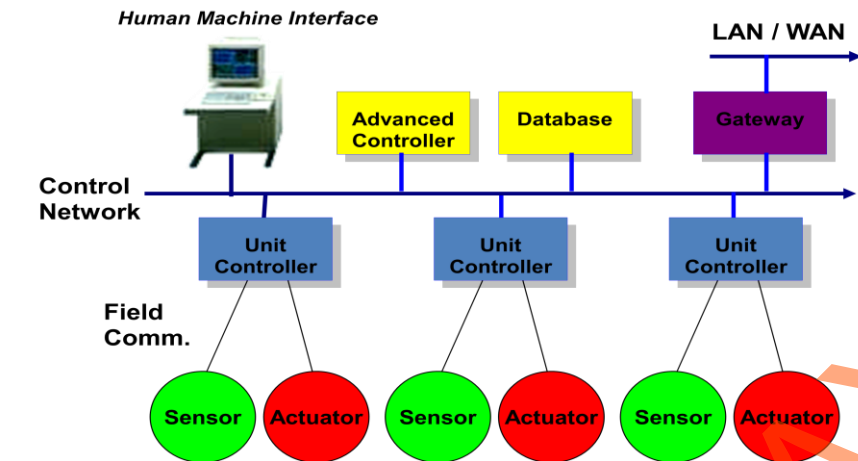 Human Machine Interface
LAN / WAN
Advanced
Controller
Database
Gateway
Control
Network
Unit
Controller
Unit
Controller
Unit
Controller
Field
Comm.
Sensor
Actuator
Sensor
Actuator
Sensor
Actuator